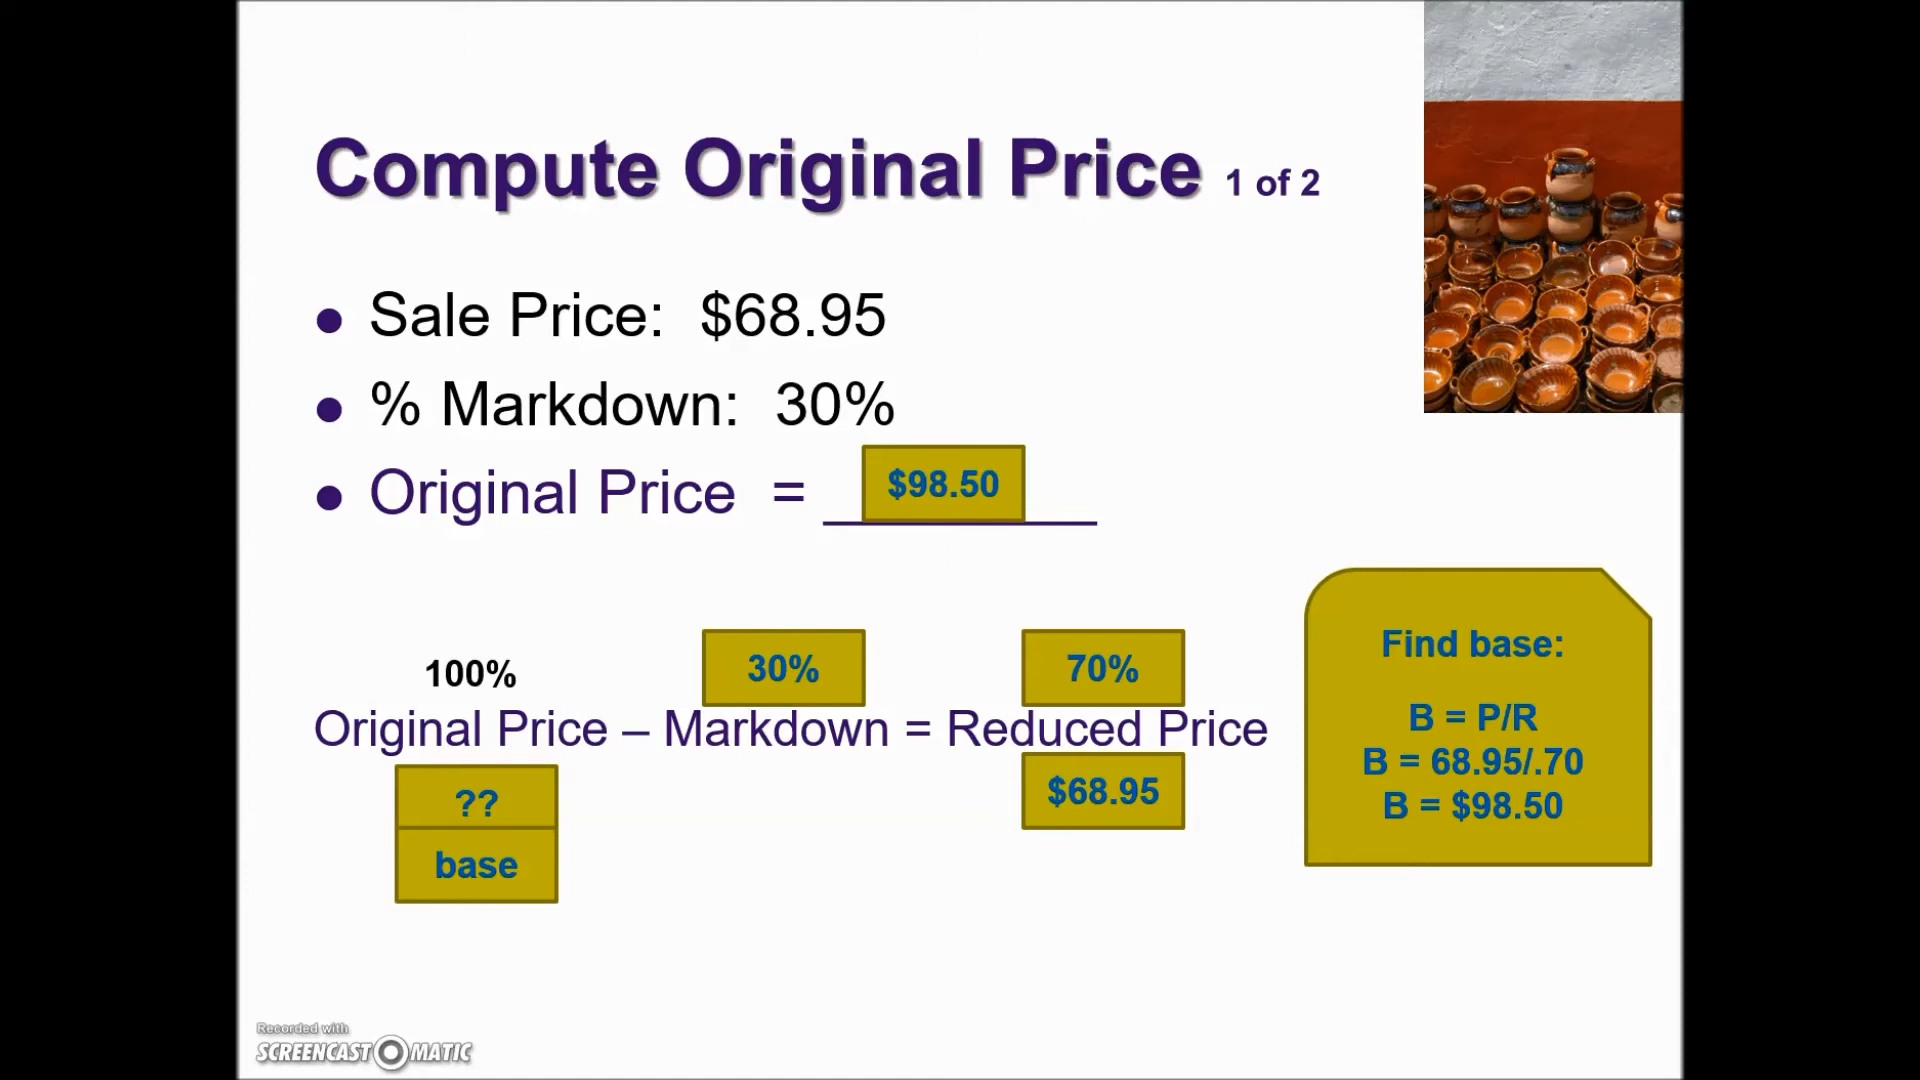 Compute Original Price 1 of 2
Sale Price: $68.95
% Markdown: 30%
Original Price = $98.50
100% 30% 70%
Original Price – Markdown = Reduced Price
?? $68.95
base
Find base:
B = P/R
B = 68.95/.70
B = $98.50
Recorded with
SCREENCAST MATIC